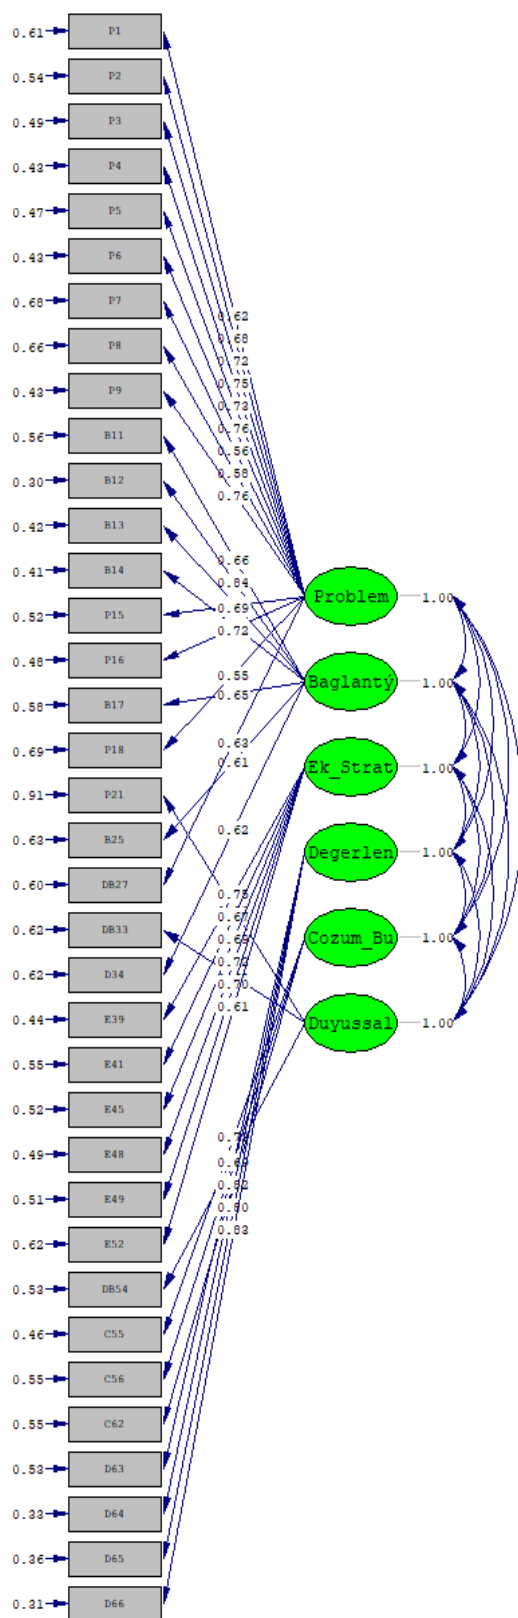 0.61 P1
0.54 P2
0.49 P3
0.43 P4
0.47 P5
0.43 P6
0.68 P7
0.66 P8
0.43 P9
0.56 B11
0.30 B12
0.42 B13
0.41 B14
0.52 P15
0.48 P16
0.58 B17
0.69 P18
0.91 P21
0.63 B25
0.60 DB27
0.62 DB33
0.62 D34
0.44 E39
0.55 E41
0.52 E45
0.49 E48
0.51 E49
0.62 E52
0.53 DB54
0.46 C55
0.55 C56
0.55 C62
0.53 D63
0.33 D64
0.36 D65
0.31 D66
0.62
0.68
0.72
0.75
0.73
0.76
0.56
0.58
0.76
0.66
0.84
0.69
0.72
0.55
0.65
0.63
0.61
0.62
0.75
0.67
0.69
0.70
0.61
0.69
0.82
0.80
0.83
Problem 1.00
Baglantý 1.00
Ek_Strat 1.00
Degerlen 1.00
Cozum_Bu 1.00
Duyussal 1.00